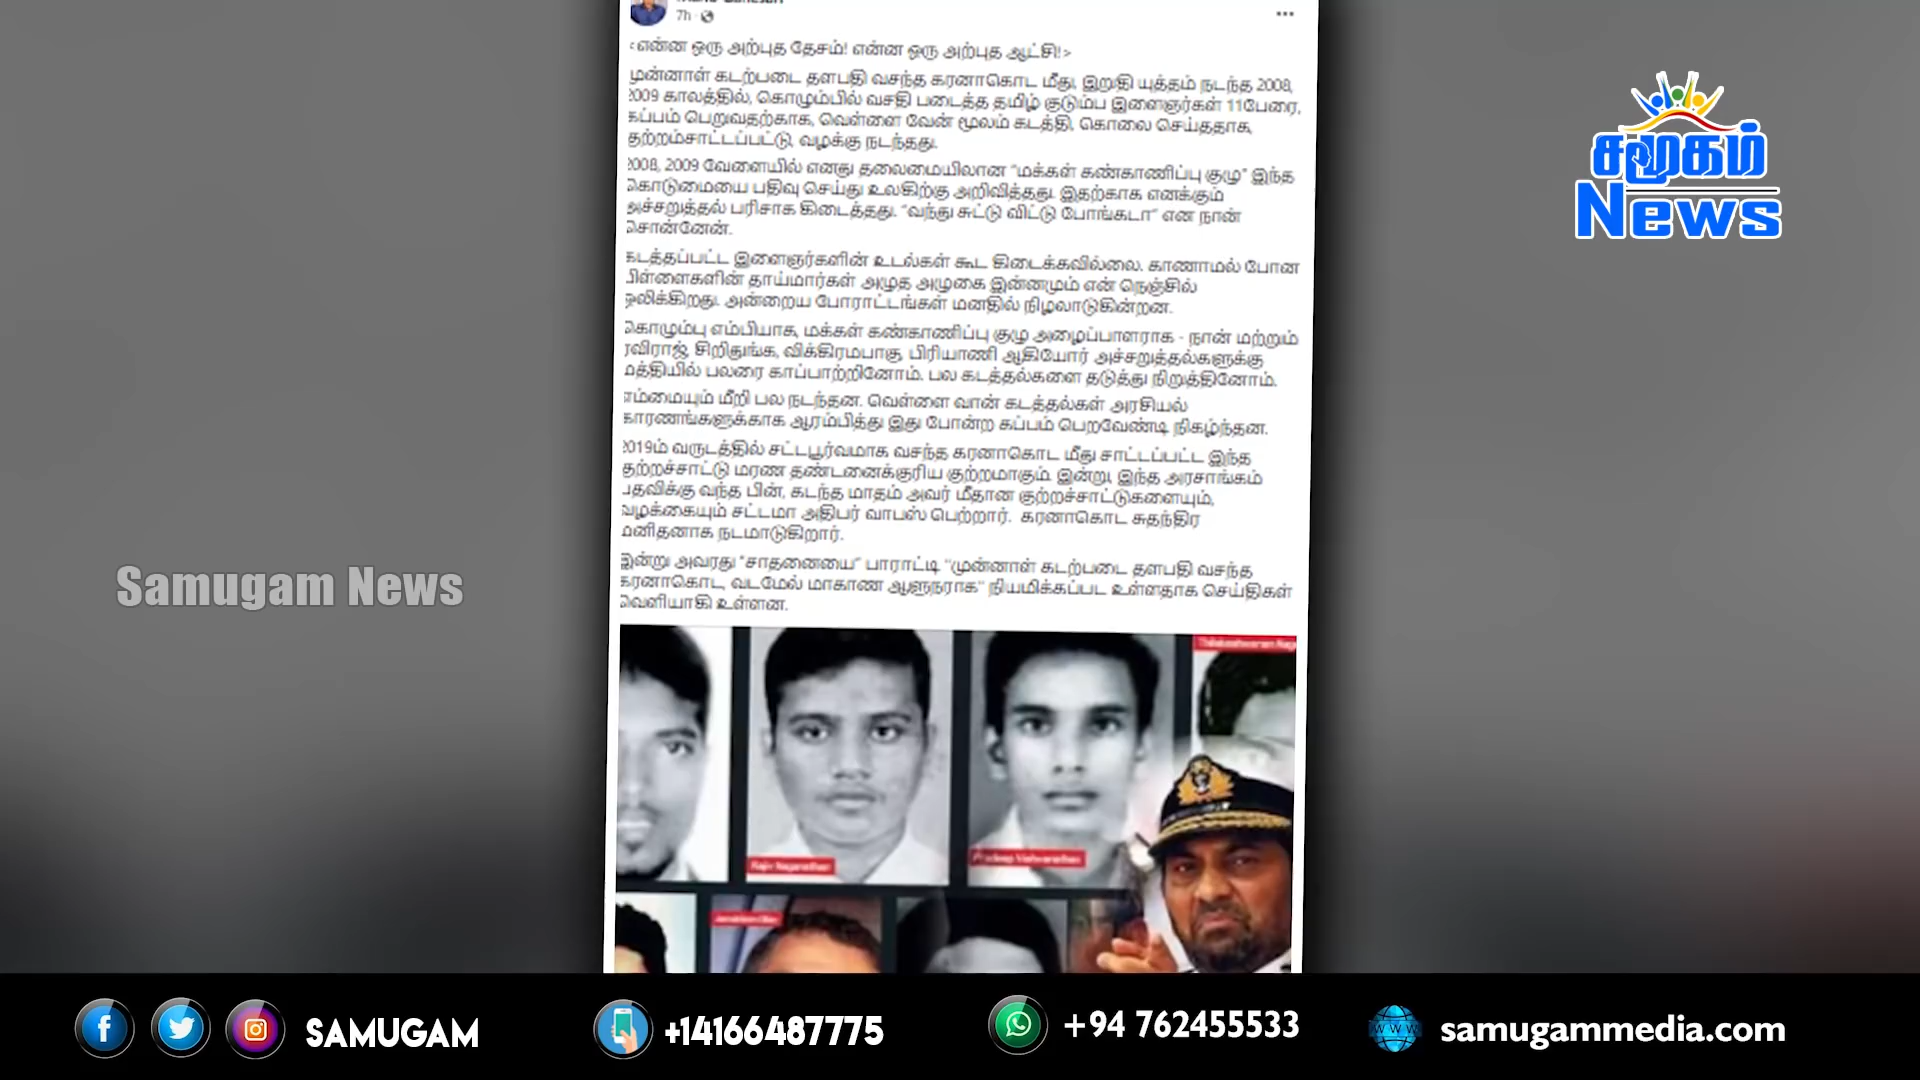 7h
<என்ன ஒரு அற்புத தேசம்! என்ன ஒரு அற்புத ஆட்சி!>
முன்னாள் கடற்படை தளபதி வசந்த கரனாகொட மீது, இறுதி யுத்தம் நடந்த 2008,
2009 காலத்தில், கொழும்பில் வசதி படைத்த தமிழ் குடும்ப இளைஞர்கள் 11பேரை,
கப்பம் பெறுவதற்காக, வெள்ளை வேன் மூலம் கடத்தி, கொலை செய்ததாக,
குற்றம்சாட்டப்பட்டு, வழக்கு நடந்தது.
2008, 2009 வேளையில் எனது தலைமையிலான "மக்கள் கண்காணிப்பு குழு" இந்த
கொடுமையை பதிவு செய்து உலகிற்கு அறிவித்தது. இதற்காக எனக்கும்
அச்சறுத்தல் பரிசாக கிடைத்தது. "வந்து சுட்டு விட்டு போங்கடா" என நான்
சொன்னேன்.
கடத்தப்பட்ட இளைஞர்களின் உடல்கள் கூட கிடைக்கவில்லை. காணாமல் போன
பிள்ளைகளின் தாய்மார்கள் அழுத அழுகை இன்னமும் என் நெஞ்சில்
ஒலிக்கிறது. அன்றைய போராட்டங்கள் மனதில் நிழலாடுகின்றன.
கொழும்பு எம்பியாக, மக்கள் கண்காணிப்பு குழு அழைப்பாளராக - நான் மற்றும்
ரவிராஜ், சிறிதுங்க, விக்கிரமபாகு, பிரியாணி ஆகியோர் அச்சறுத்தல்களுக்கு
மத்தியில் பலரை காப்பாற்றினோம். பல கடத்தல்களை தடுத்து நிறுத்தினோம்.
எம்மையும் மீறி பல நடந்தன. வெள்ளை வான் கடத்தல்கள் அரசியல்
காரணங்களுக்காக ஆரம்பித்து இது போன்ற கப்பம் பெறவேண்டி நிகழ்ந்தன.
2019ம் வருடத்தில் சட்டபூர்வமாக வசந்த கரனாகொட மீது சாட்டப்பட்ட இந்த
குற்றச்சாட்டு மரண தண்டனைக்குரிய குற்றமாகும். இன்று, இந்த அரசாங்கம்
பதவிக்கு வந்த பின், கடந்த மாதம் அவர் மீதான குற்றச்சாட்டுகளையும்,
வழக்கையும் சட்டமா அதிபர் வாபஸ் பெற்றார். கரனாகொட சுதந்திர
மனிதனாக நடமாடுகிறார்.
இன்று அவரது "சாதனையை" பாராட்டி "முன்னாள் கடற்படை தளபதி வசந்த
கரனாகொட, வடமேல் மாகாண ஆளுநராக" நியமிக்கப்பட உள்ளதாக செய்திகள்
வெளியாகி உள்ளன.
சமூகம்
News
Samugam News
Rajiv Naganathan
Pradeep Vishvanathan
SAMUGAM
+14166487775
+94 762455533
www
samugammedia.com